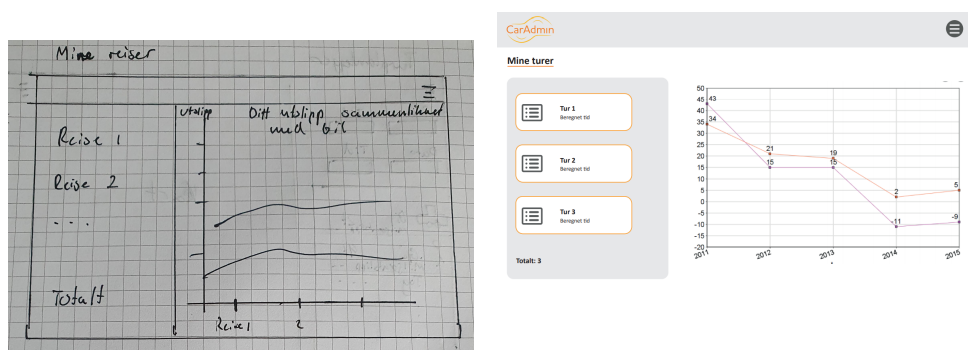 Mine reiser
utslipp
Ditt utslipp sammenliknet
med bil
Reise 1
Reise 2
...
Totalt
Reise 1
2
CarAdmin
Mine turer
Tur 1
Beregnet tid
Tur 2
Beregnet tid
Tur 3
Beregnet tid
Totalt: 3
50
45
40
35
30
25
20
15
10
5
0
-5
-10
-15
-20
43
34
21
15
19
15
2
-11
5
-9
2011
2012
2013
2014
2015